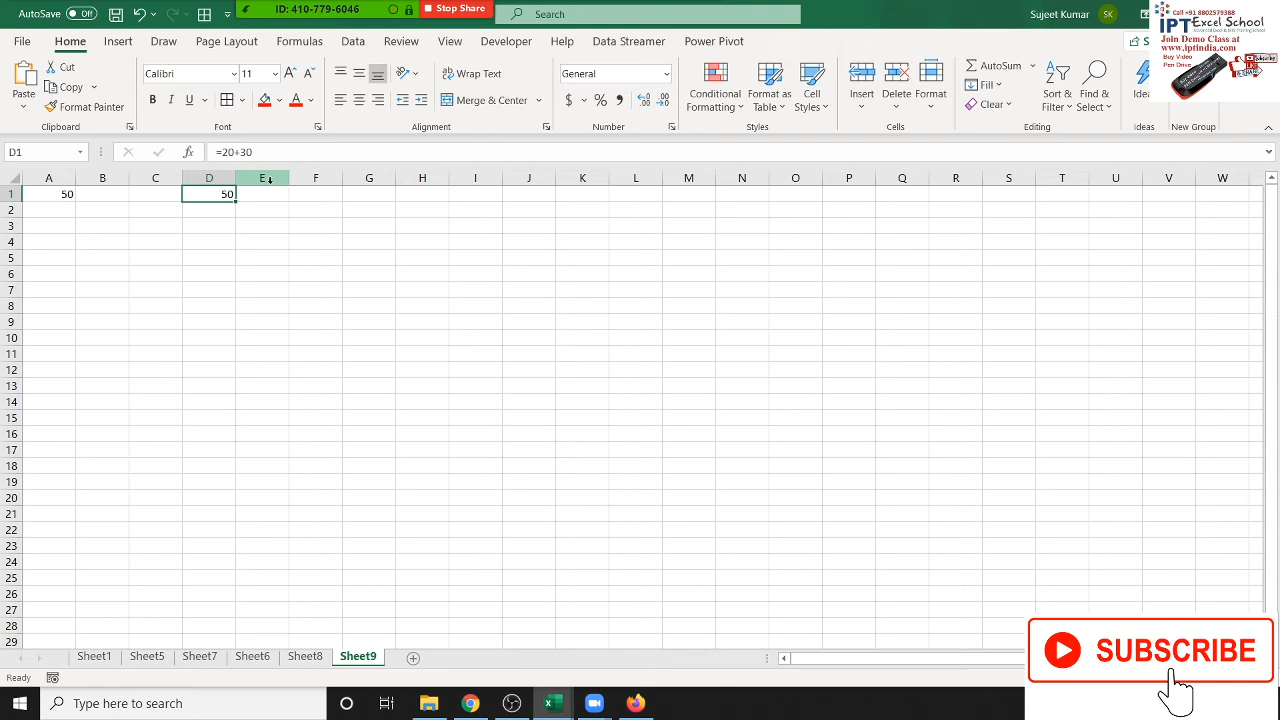 AutoSave Off
ID: 410-779-6046 Stop Share
Search
Sujeet Kumar SK
Call +91 8802579388
IPT Excel School
Advanced Excel & MIS Training School
Join Demo Class at
www.iptindia.com
Buy Video
Pen Drive
File Home Insert Draw Page Layout Formulas Data Review View Developer Help Data Streamer Power Pivot
Paste Cut Copy Format Painter
Calibri 11
B I U
Wrap Text
Merge & Center
General
$ % ,
Conditional Formatting
Format as Table
Cell Styles
Insert Delete Format
AutoSum
Fill
Clear
Sort & Filter
Find & Select
Ideas
Clipboard Font Alignment Number Styles Cells Editing Ideas New Group
D1 fx =20+30
A B C D E F G H I J K L M N O P Q R S T U V W
1 50 50
2
3
4
5
6
7
8
9
10
11
12
13
14
15
16
17
18
19
20
21
22
23
24
25
26
27
28
29
SUBSCRIBE
Sheet1 Sheet5 Sheet7 Sheet6 Sheet8 Sheet9
Ready
Type here to search